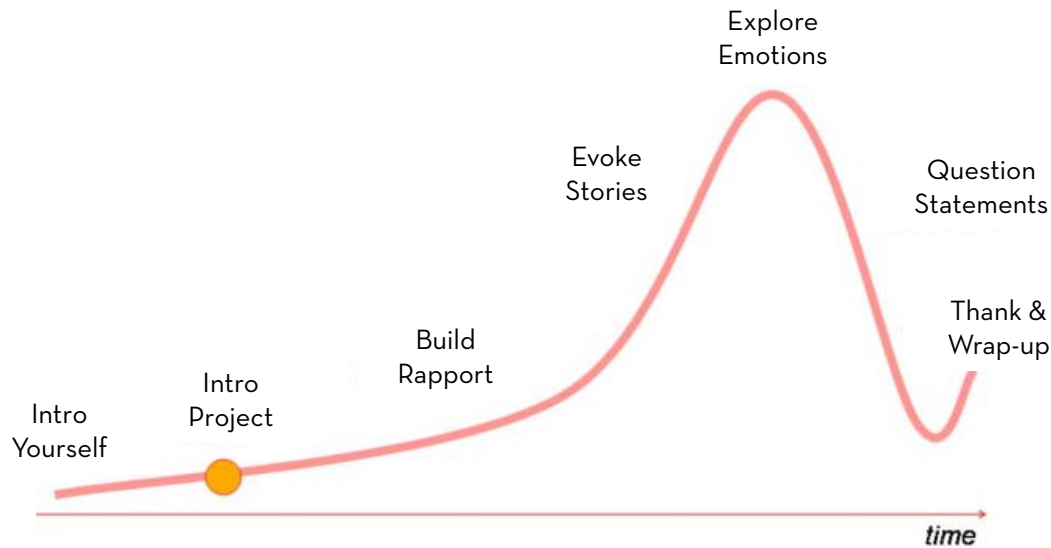 Intro
Yourself
Intro
Project
Build
Rapport
Evoke
Stories
Explore
Emotions
Question
Statements
Thank &
Wrap-up
time